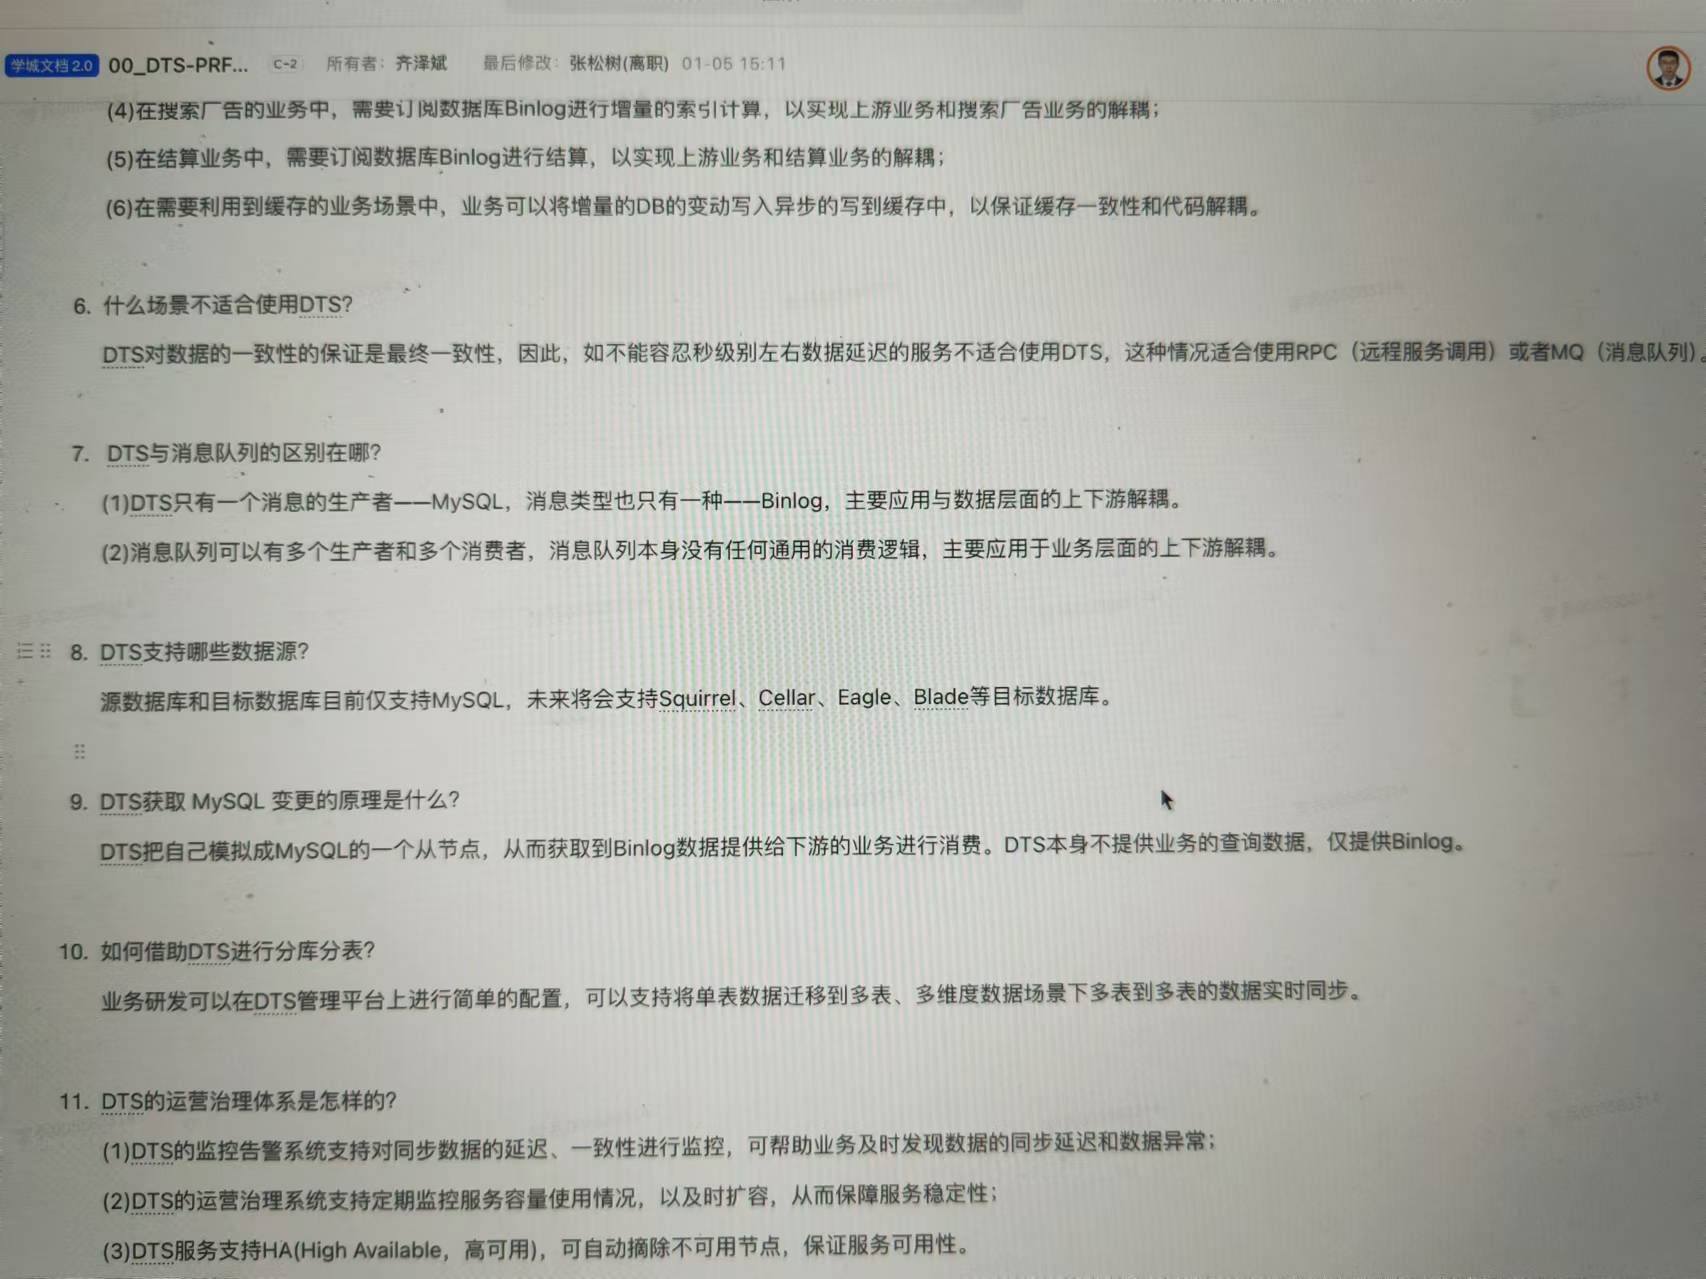 学城文档 2.0 00_DTS-PRF... C-2 所有者：齐泽斌 最后修改：张松树(离职) 01-05 15:11
(4)在搜索广告的业务中，需要订阅数据库Binlog进行增量的索引计算，以实现上游业务和搜索广告业务的解耦；
(5)在结算业务中，需要订阅数据库Binlog进行结算，以实现上游业务和结算业务的解耦；
(6)在需要利用到缓存的业务场景中，业务可以将增量的DB的变动写入异步的写到缓存中，以保证缓存一致性和代码解耦。
6. 什么场景不适合使用DTS？
DTS对数据的一致性的保证是最终一致性，因此，如不能容忍秒级别左右数据延迟的服务不适合使用DTS，这种情况适合使用RPC（远程服务调用）或者MQ（消息队列）。
7. DTS与消息队列的区别在哪？
(1)DTS只有一个消息的生产者——MySQL，消息类型也只有一种——Binlog，主要应用与数据层面的上下游解耦。
(2)消息队列可以有多个生产者和多个消费者，消息队列本身没有任何通用的消费逻辑，主要应用于业务层面的上下游解耦。
8. DTS支持哪些数据源？
源数据库和目标数据库目前仅支持MySQL，未来将会支持Squirrel、Cellar、Eagle、Blade等目标数据库。
9. DTS获取 MySQL 变更的原理是什么？
DTS把自己模拟成MySQL的一个从节点，从而获取到Binlog数据提供给下游的业务进行消费。DTS本身不提供业务的查询数据，仅提供Binlog。
10. 如何借助DTS进行分库分表？
业务研发可以在DTS管理平台上进行简单的配置，可以支持将单表数据迁移到多表、多维度数据场景下多表到多表的数据实时同步。
11. DTS的运营治理体系是怎样的？
(1)DTS的监控告警系统支持对同步数据的延迟、一致性进行监控，可帮助业务及时发现数据的同步延迟和数据异常；
(2)DTS的运营治理系统支持定期监控服务容量使用情况，以及时扩容，从而保障服务稳定性；
(3)DTS服务支持HA(High Available，高可用)，可自动摘除不可用节点，保证服务可用性。